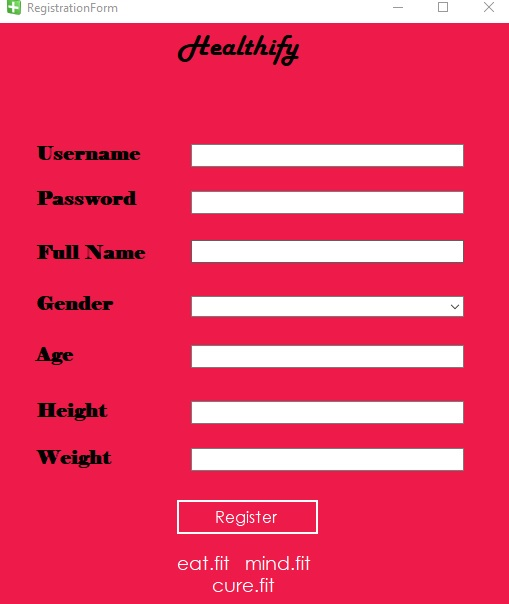 RegistrationForm
Healthify
Username
Password
Full Name
Gender
Age
Height
Weight
Register
eat.fit mind.fit
cure.fit